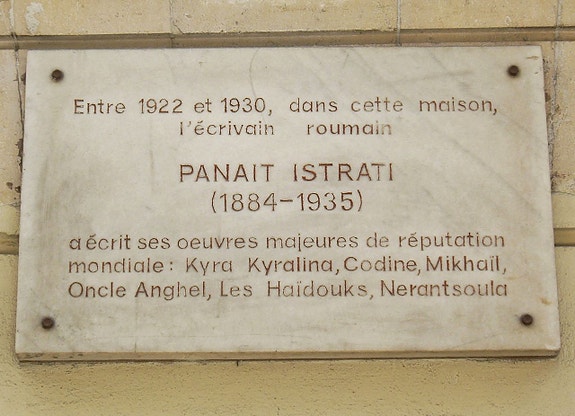 Entre 1922 et 1930, dans cette maison,
l'écrivain roumain
PANAIT ISTRATI
(1884-1935)
a écrit ses oeuvres majeures de réputation
mondiale: Kyra Kyralina, Codine, Mikhaïl,
Oncle Anghel, Les Haïdouks, Nerantsoula